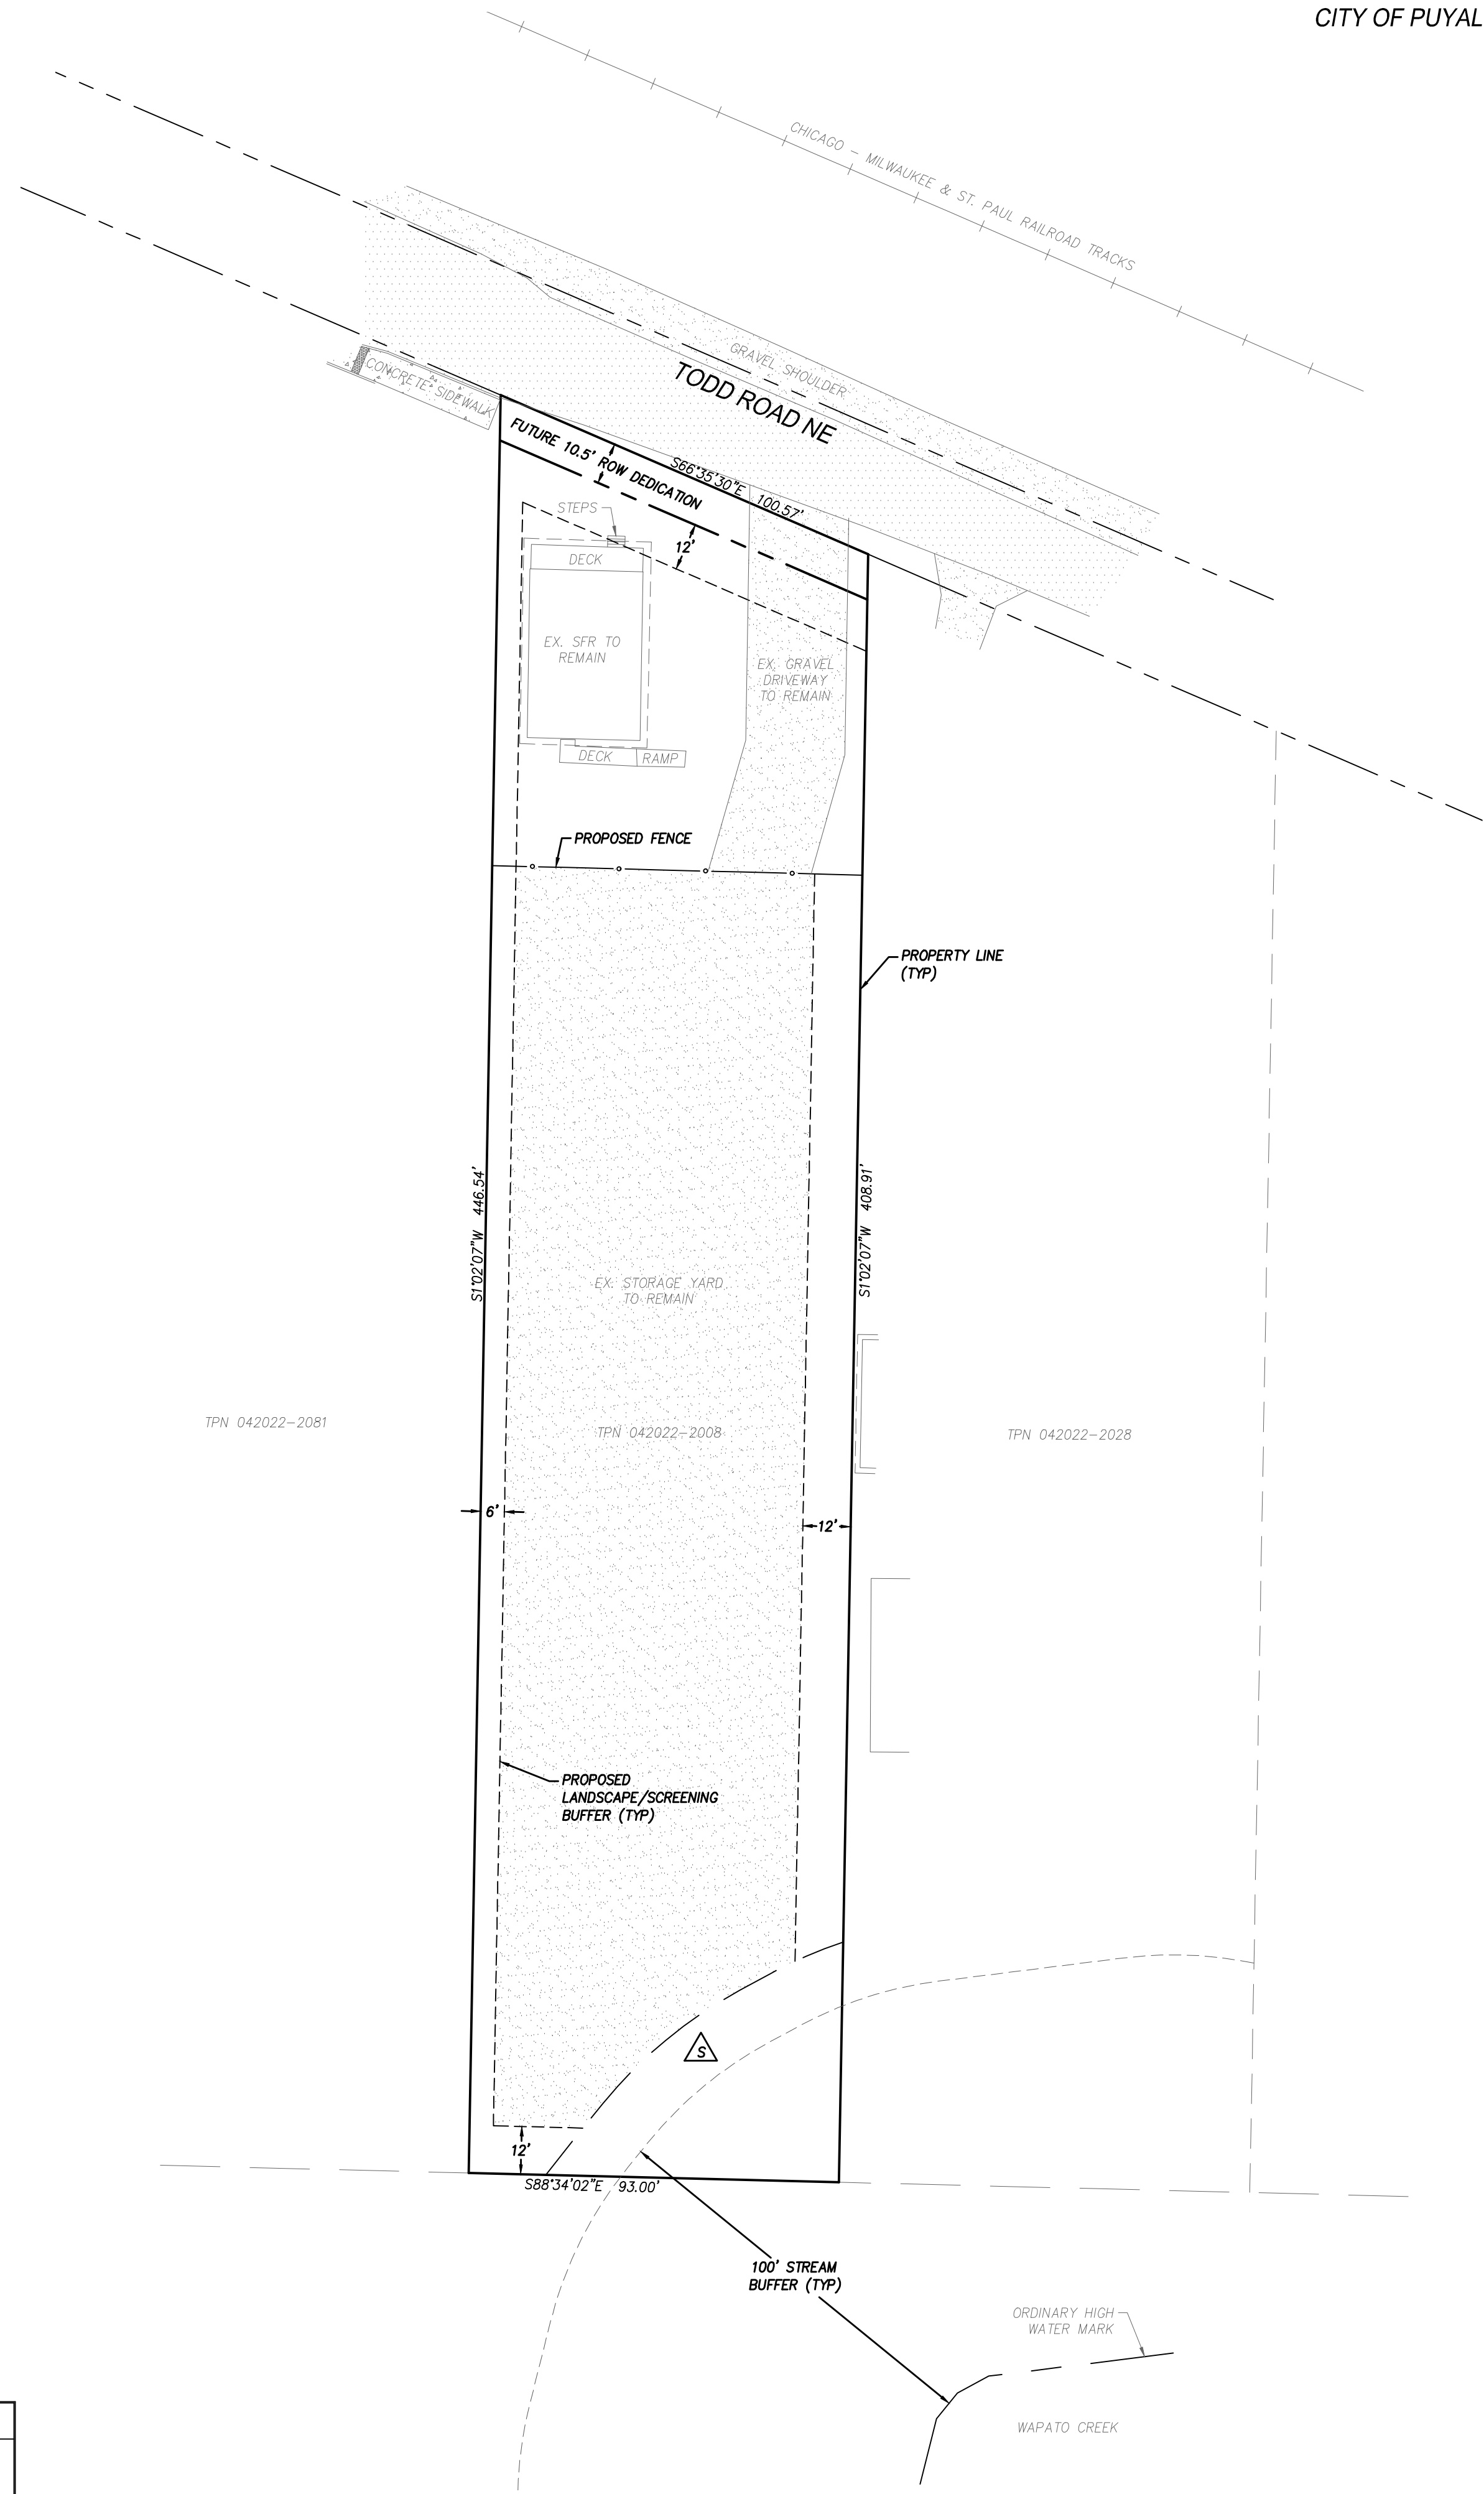 CITY OF PUYAL
CHICAGO - MILWAUKEE & ST. PAUL RAILROAD TRACKS
GRAVEL SHOULDER
TODD ROAD NE
CONCRETE SIDEWALK
FUTURE 10.5' ROW DEDICATION
S66°35'30"E 100.57'
STEPS
12'
DECK
EX. SFR TO
REMAIN
EX. GRAVEL
DRIVEWAY
TO REMAIN
DECK
RAMP
PROPOSED FENCE
PROPERTY LINE
(TYP)
S1°02'07"W 446.54'
S1°02'07"W 408.91'
EX. STORAGE YARD
TO REMAIN
TPN 042022-2081
TPN 042022-2008
TPN 042022-2028
6'
12'
PROPOSED
LANDSCAPE/SCREENING
BUFFER (TYP)
S
12'
S88°34'02"E 93.00'
100' STREAM
BUFFER (TYP)
ORDINARY HIGH
WATER MARK
WAPATO CREEK